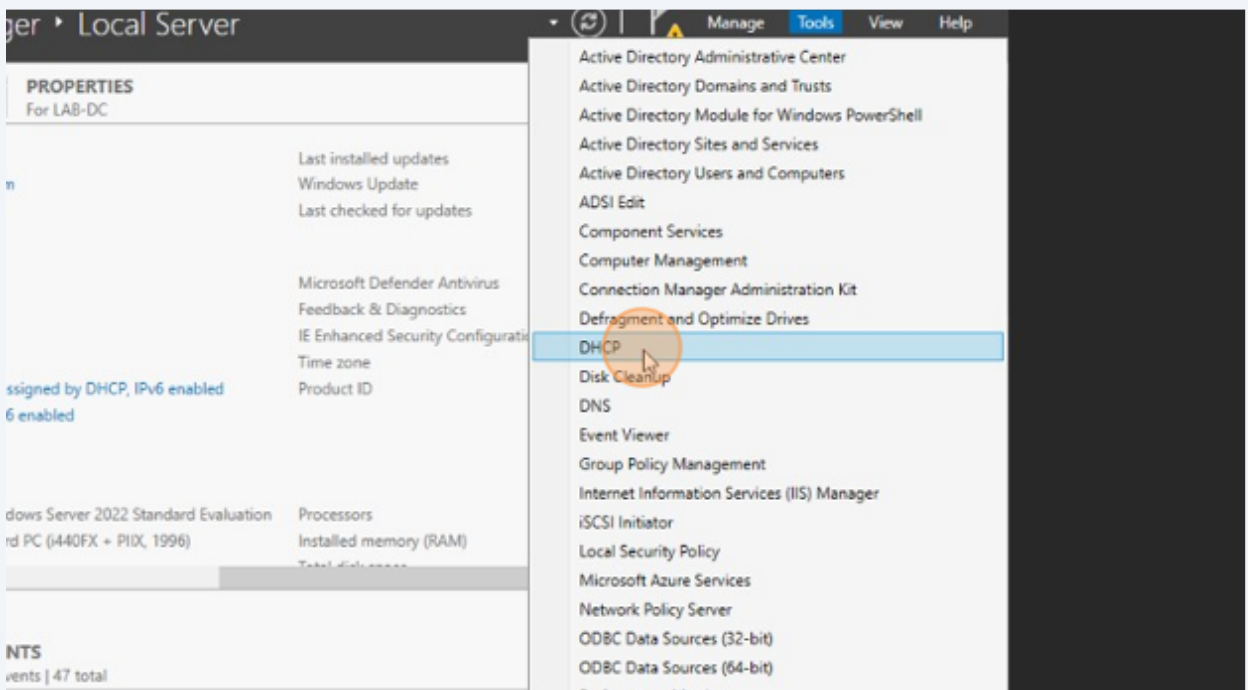 ger ‣ Local Server
Manage Tools View Help
PROPERTIES
For LAB-DC
Last installed updates
Windows Update
Last checked for updates
Microsoft Defender Antivirus
Feedback & Diagnostics
IE Enhanced Security Configuratio
Time zone
ssigned by DHCP, IPv6 enabled
Product ID
6 enabled
dows Server 2022 Standard Evaluation
Processors
rd PC (i440FX + PIIX, 1996)
Installed memory (RAM)
NTS
vents | 47 total
Active Directory Administrative Center
Active Directory Domains and Trusts
Active Directory Module for Windows PowerShell
Active Directory Sites and Services
Active Directory Users and Computers
ADSI Edit
Component Services
Computer Management
Connection Manager Administration Kit
Defragment and Optimize Drives
DHCP
Disk Cleanup
DNS
Event Viewer
Group Policy Management
Internet Information Services (IIS) Manager
iSCSI Initiator
Local Security Policy
Microsoft Azure Services
Network Policy Server
ODBC Data Sources (32-bit)
ODBC Data Sources (64-bit)